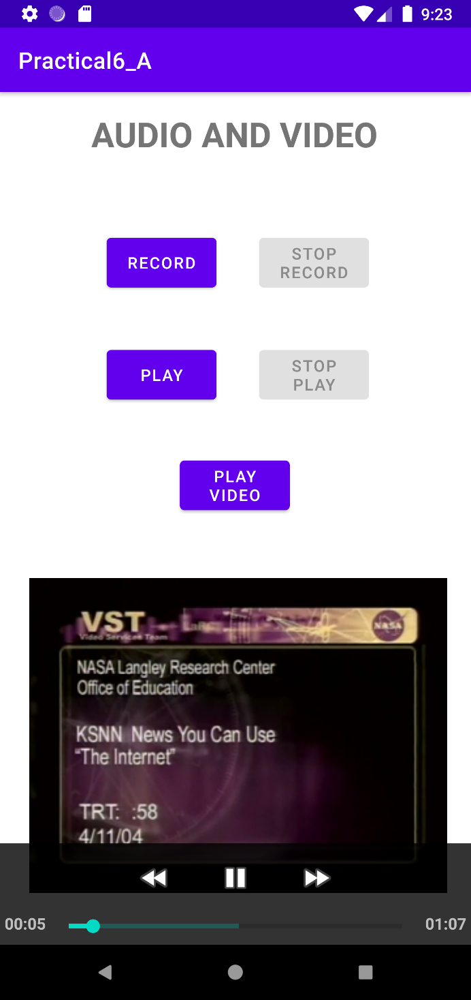 9:23
Practical6_A
AUDIO AND VIDEO
RECORD
STOP
RECORD
PLAY
STOP
PLAY
PLAY
VIDEO
VST
LaRC
NASA
Video Services Team
NASA Langley Research Center
Office of Education
KSNN News You Can Use
"The Internet"
TRT: :58
4/11/04
00:05
01:07